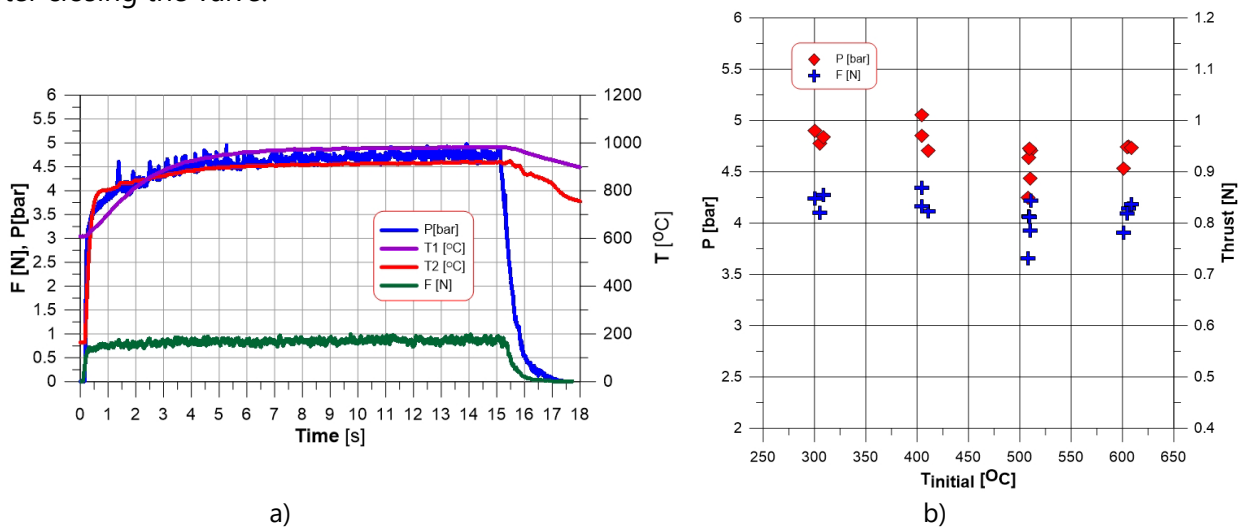 ter closing the valve.
6
5.5
5
4.5
4
3.5
3
2.5
2
1.5
1
0.5
0
F [N], P[bar]
P[bar]
T1 [ᴼC]
T2 [ᴼC]
F [N]
1200
1000
800
600
400
200
0
T [ᴼC]
0 1 2 3 4 5 6 7 8 9 10 11 12 13 14 15 16 17 18
Time [s]
a)
6
5.5
5
4.5
4
3.5
3
2.5
2
P [bar]
P [bar]
F [N]
1.2
1.1
1
0.9
0.8
0.7
0.6
0.5
0.4
Thrust [N]
250 300 350 400 450 500 550 600 650
Tinitial [ᴼC]
b)